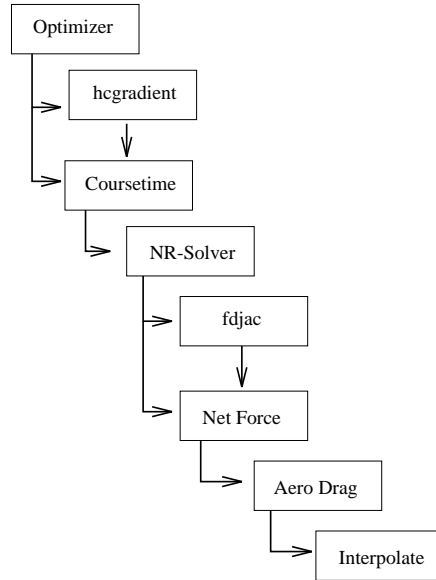 Optimizer
hcgradient
Coursetime
NR-Solver
fdjac
Net Force
Aero Drag
Interpolate